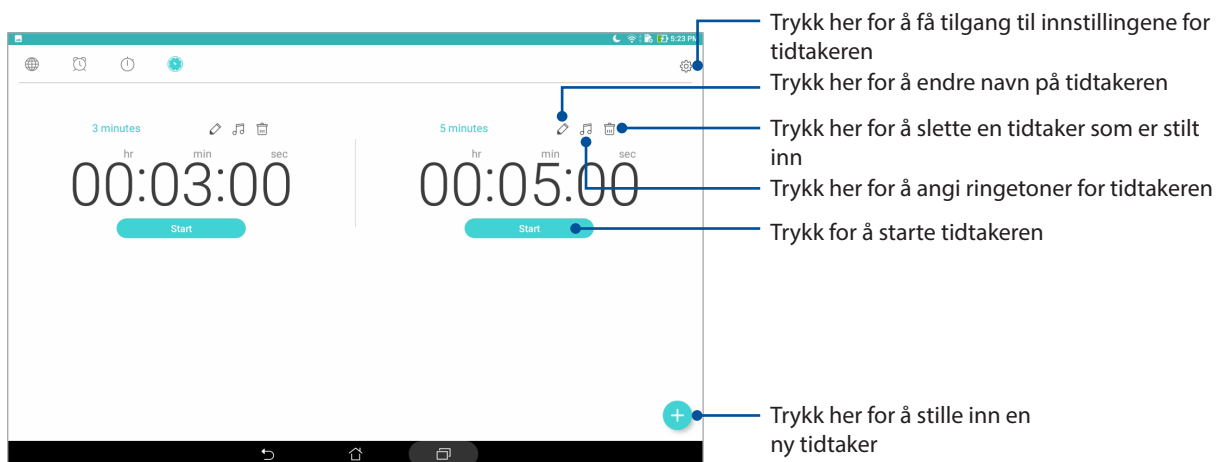 Trykk her for å få tilgang til innstillingene for
tidtakeren
5:23 PM
Trykk her for å endre navn på tidtakeren
3 minutes
5 minutes
Trykk her for å slette en tidtaker som er stilt
inn
hr min sec
00:03:00
hr min sec
00:05:00
Trykk her for å angi ringetoner for tidtakeren
Start
Start
Trykk for å starte tidtakeren
Trykk her for å stille inn en
ny tidtaker